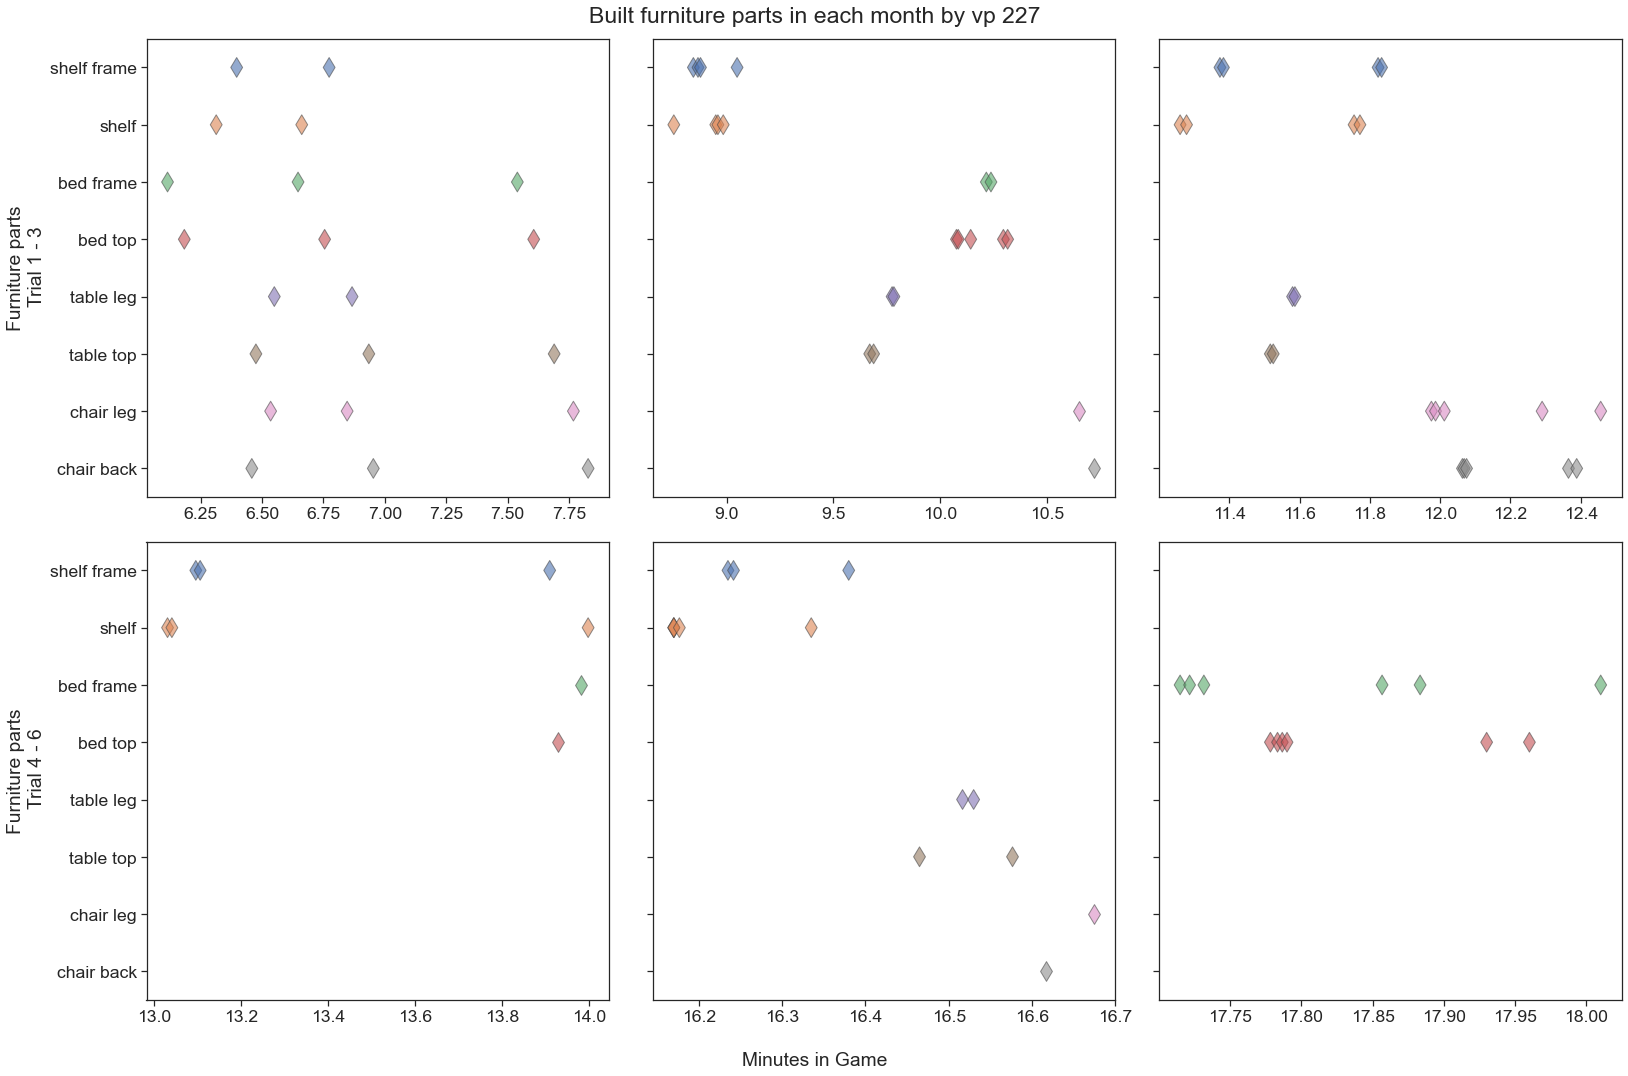 Built furniture parts in each month by vp 227
Furniture parts
Trial 1 - 3
shelf frame
shelf
bed frame
bed top
table leg
table top
chair leg
chair back
6.25 6.50 6.75 7.00 7.25 7.50 7.75
9.0 9.5 10.0 10.5
11.4 11.6 11.8 12.0 12.2 12.4
Furniture parts
Trial 4 - 6
shelf frame
shelf
bed frame
bed top
table leg
table top
chair leg
chair back
13.0 13.2 13.4 13.6 13.8 14.0
16.2 16.3 16.4 16.5 16.6 16.7
17.75 17.80 17.85 17.90 17.95 18.00
Minutes in Game